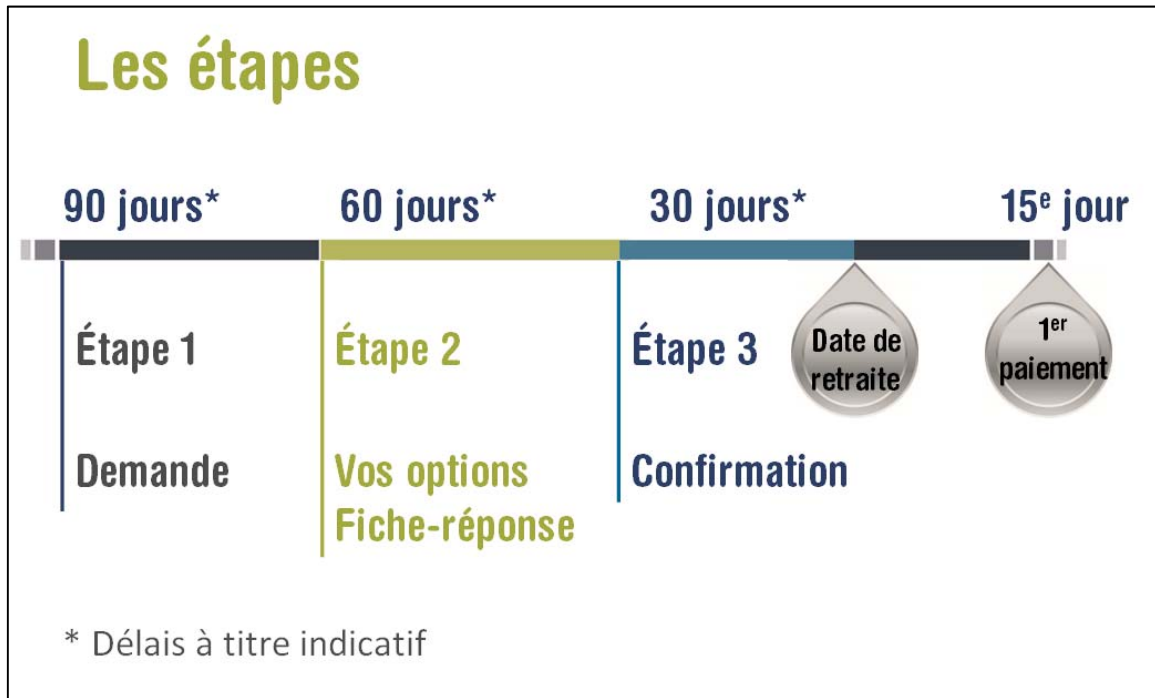 Les étapes
90 jours*
60 jours*
30 jours*
15e jour
Étape 1
Étape 2
Étape 3
Date de
retraite
1er
paiement
Demande
Vos options
Fiche-réponse
Confirmation
* Délais à titre indicatif